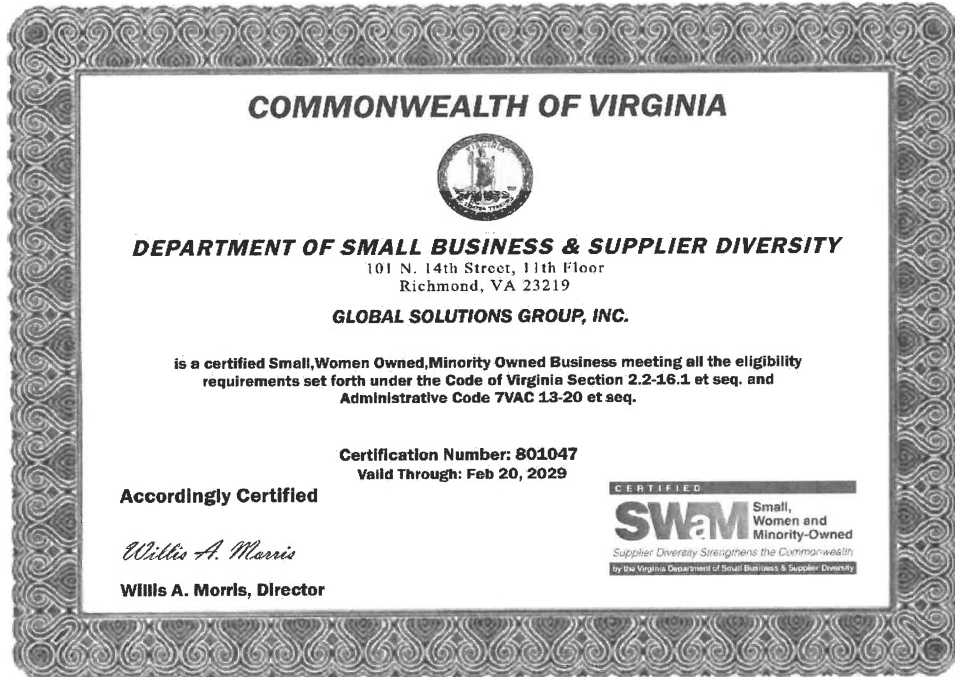 COMMONWEALTH OF VIRGINIA
VIRGINIA
DEPARTMENT OF SMALL BUSINESS & SUPPLIER DIVERSITY
101 N. 14th Street, 11th Floor
Richmond, VA 23219
GLOBAL SOLUTIONS GROUP, INC.
is a certified Small,Women Owned,Minority Owned Business meeting all the eligibility
requirements set forth under the Code of Virginia Section 2.2-16.1 et seq. and
Administrative Code 7VAC 13-20 et seq.
Certification Number: 801047
Valid Through: Feb 20, 2029
Accordingly Certified
Willis A. Morris
Willis A. Morris, Director
CERTIFIED
SWaM
Small,
Women and
Minority-Owned
Supplier Diversity Strengthens the Commonwealth
by the Virginia Department of Small Business & Supplier Diversity